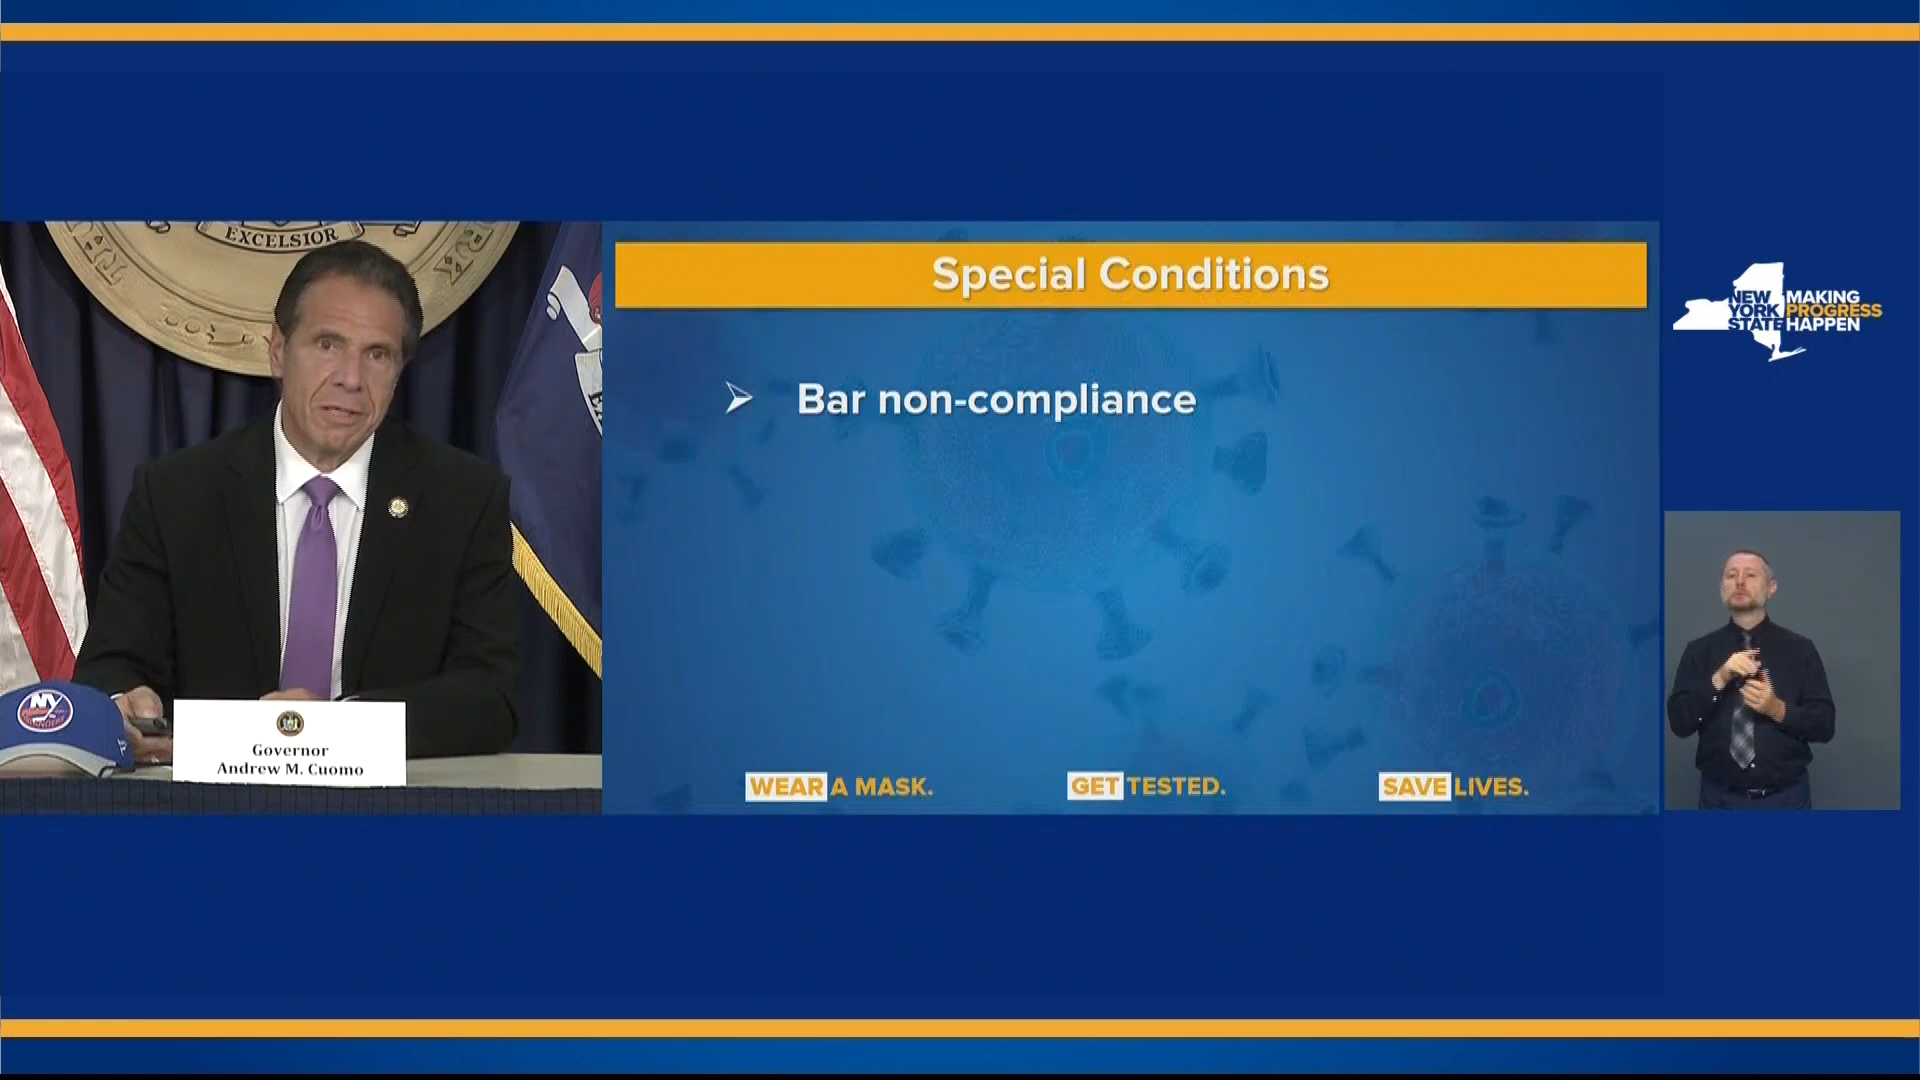 EXCELSIOR
Special Conditions
Bar non-compliance
NEW
YORK
STATE
MAKING
PROGRESS
HAPPEN
NY
Governor
Andrew M. Cuomo
WEAR A MASK.
GET TESTED.
SAVE LIVES.